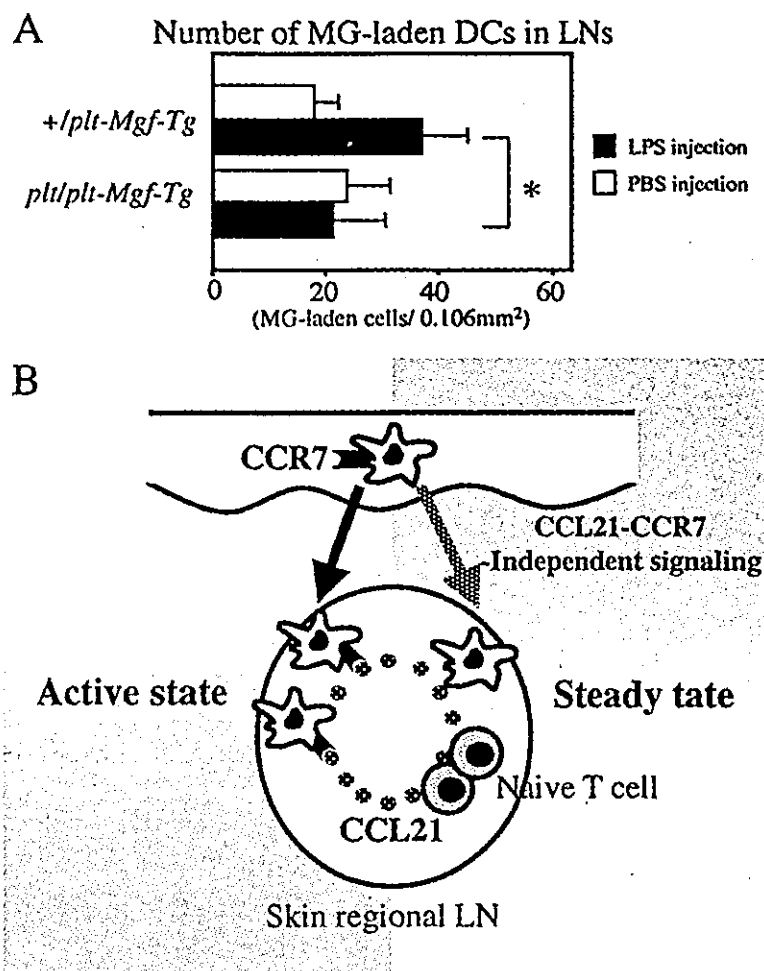 A
Number of MG-laden DCs in LNs
+/plt-Mgf-Tg
plt/plt-Mgf-Tg
*
LPS injection
PBS injection
0 20 40 60
(MG-laden cells/ 0.106mm²)
B
CCR7
CCL21-CCR7
-Independent signaling
Active state
Steady tate
Naive T cell
CCL21
Skin regional LN